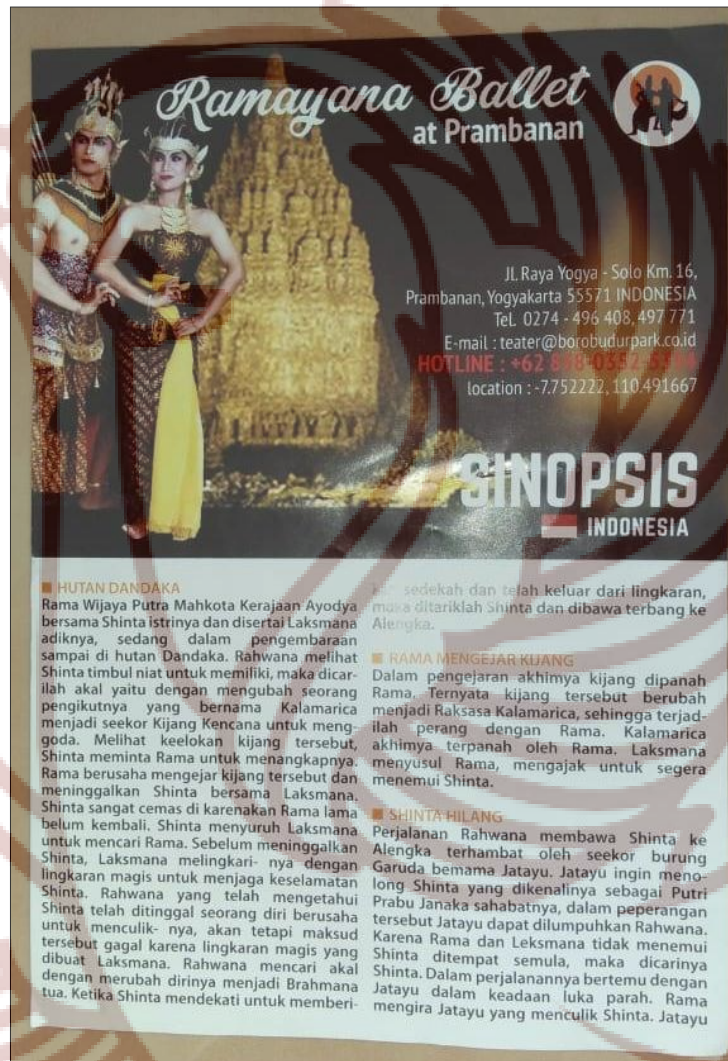 Ramayana Ballet
at Prambanan
Jl. Raya Yogya - Solo Km. 16,
Prambanan, Yogyakarta 55571 INDONESIA
Tel. 0274 - 496 408, 497 771
E-mail : teater@borobudurpark.co.id
HOTLINE : +62
location : -7.752222, 110.491667
SINOPSIS
INDONESIA
HUTAN DANDAKA
Rama Wijaya Putra Mahkota Kerajaan Ayodya
bersama Shinta istrinya dan disertai Laksmana
adiknya, sedang dalam pengembaraan
sampai di hutan Dandaka. Rahwana melihat
Shinta timbul niat untuk memiliki, maka dicar-
ilah akal yaitu dengan mengubah seorang
pengikutnya yang bernama Kalamarica
menjadi seekor Kijang Kencana untuk meng-
goda. Melihat keelokan kijang tersebut,
Shinta meminta Rama untuk menangkapnya.
Rama berusaha mengejar kijang tersebut dan
meninggalkan Shinta bersama Laksmana.
Shinta sangat cemas di karenakan Rama lama
belum kembali. Shinta menyuruh Laksmana
untuk mencari Rama. Sebelum meninggalkan
Shinta, Laksmana melingkari- nya dengan
lingkaran magis untuk menjaga keselamatan
Shinta. Rahwana yang telah mengetahui
Shinta telah ditinggal seorang diri berusaha
untuk menculik- nya, akan tetapi maksud
tersebut gagal karena lingkaran magis yang
dibuat Laksmana. Rahwana mencari akal
dengan merubah dirinya menjadi Brahmana
tua. Ketika Shinta mendekati untuk memberi-
sedekah dan telah keluar dari lingkaran,
maka ditariklah Shinta dan dibawa terbang ke
Alengka.
RAMA MENGEJAR KIJANG
Dalam pengejaran akhimya kijang dipanah
Rama, Ternyata kijang tersebut berubah
menjadi Raksasa Kalamarica, sehingga terjad-
ilah perang dengan Rama. Kalamarica
akhimya terpanah oleh Rama. Laksmana
menyusul Rama, mengajak untuk segera
menemui Shinta.
SHINTA HILANG
Perjalanan Rahwana membawa Shinta ke
Alengka terhambat oleh seekor burung
Garuda bemama Jatayu. Jatayu ingin meno-
long Shinta yang dikenalinya sebagai Putri
Prabu Janaka sahabatnya, dalam peperangan
tersebut Jatayu dapat dilumpuhkan Rahwana.
Karena Rama dan Leksmana tidak menemui
Shinta ditempat semula, maka dicarinya
Shinta. Dalam perjalanannya bertemu dengan
Jatayu dalam keadaan luka parah. Rama
mengira Jatayu yang menculik Shinta. Jatayu